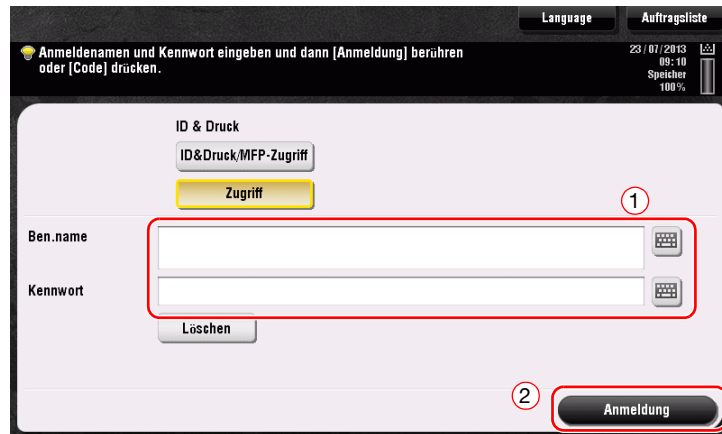 Language Auftragsliste
Anmeldenamen und Kennwort eingeben und dann [Anmeldung] berühren
oder [Code] drücken.
23/07/2013
09:10
Speicher
100%
ID & Druck
ID&Druck/MFP-Zugriff
Zugriff
1
Ben.name
Kennwort
Löschen
2
Anmeldung